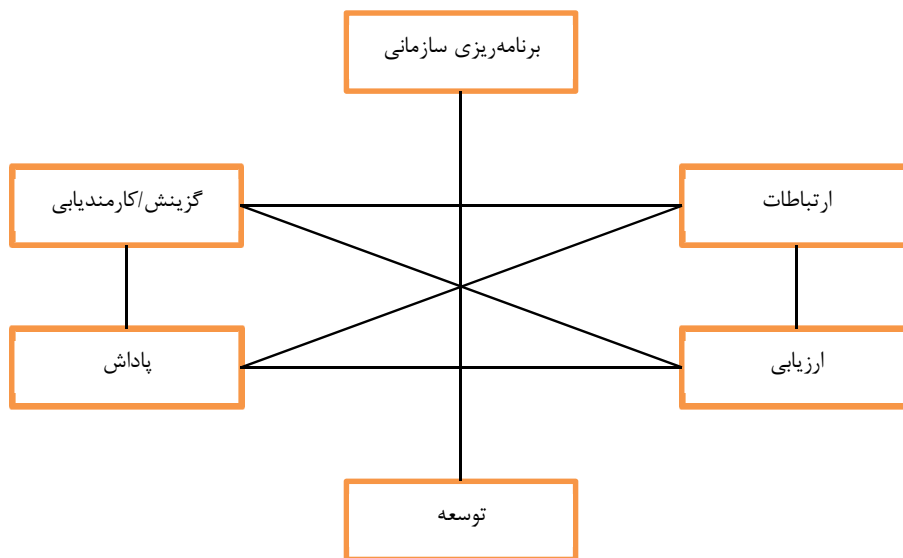 برنامه‌ریزی سازمانی
ارتباطات
گزینش/کارمندیابی
ارزیابی
پاداش
توسعه